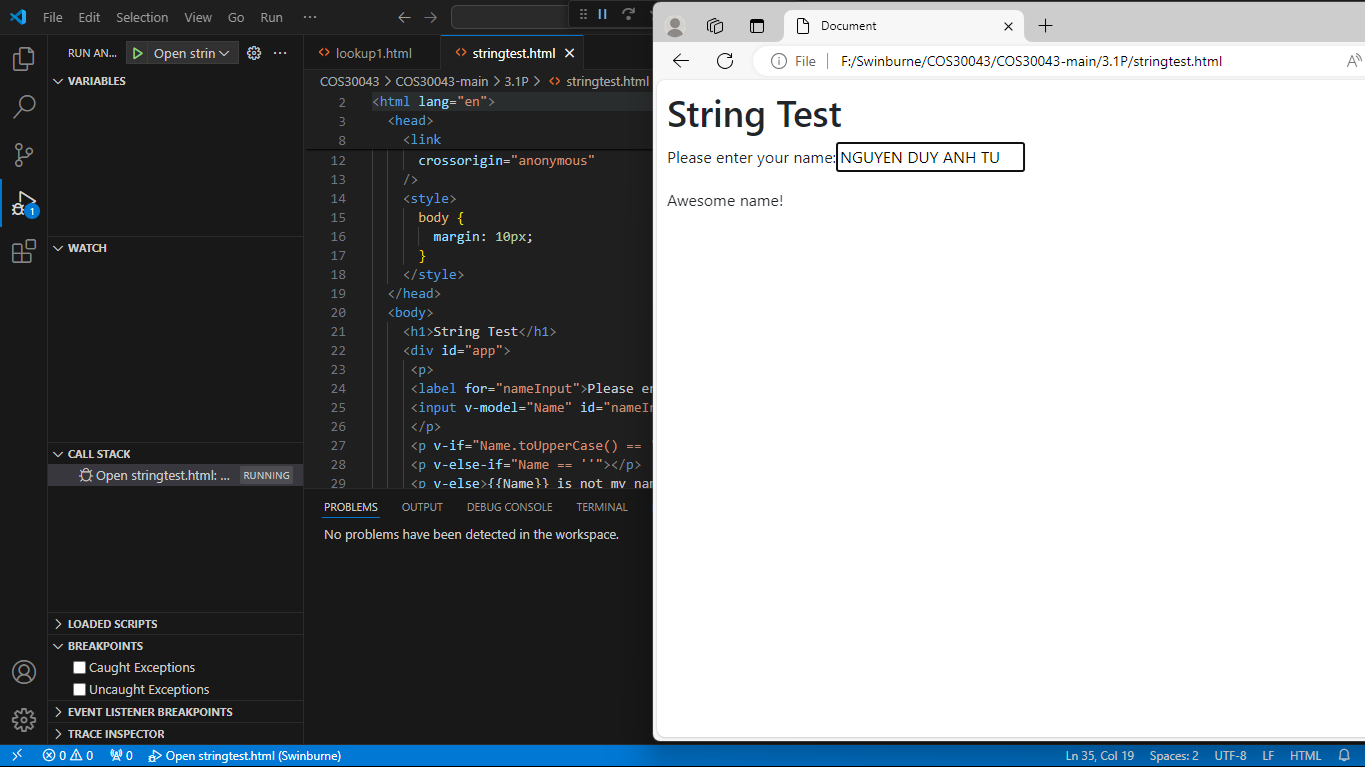 File Edit Selection View Go Run ···
RUN AN... Open strin ···
VARIABLES
WATCH
CALL STACK
Open stringtest.html: ... RUNNING
LOADED SCRIPTS
BREAKPOINTS
Caught Exceptions
Uncaught Exceptions
EVENT LISTENER BREAKPOINTS
TRACE INSPECTOR
1
lookup1.html stringtest.html
COS30043 > COS30043-main > 3.1P > stringtest.html
2 <html lang="en">
3 <head>
8 <link
12 crossorigin="anonymous"
13 />
14 <style>
15 body {
16 margin: 10px;
17 }
18 </style>
19 </head>
20 <body>
21 <h1>String Test</h1>
22 <div id="app">
23 <p>
24 <label for="nameInput">Please en
25 <input v-model="Name" id="nameIn
26 </p>
27 <p v-if="Name.toUpperCase() == '
28 <p v-else-if="Name == ''"></p>
29 <p v-else>{{Name}} is not my nam
PROBLEMS OUTPUT DEBUG CONSOLE TERMINAL
No problems have been detected in the workspace.
Document
File F:/Swinburne/COS30043/COS30043-main/3.1P/stringtest.html
String Test
Please enter your name: NGUYEN DUY ANH TU
Awesome name!
0 0 0 Open stringtest.html (Swinburne) Ln 35, Col 19 Spaces: 2 UTF-8 LF HTML